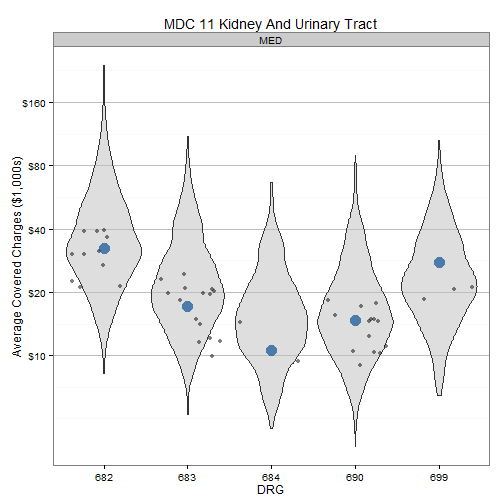 MDC 11 Kidney And Urinary Tract
MED
Average Covered Charges ($1,000s)
$160
$80
$40
$20
$10
682 683 684 690 699
DRG